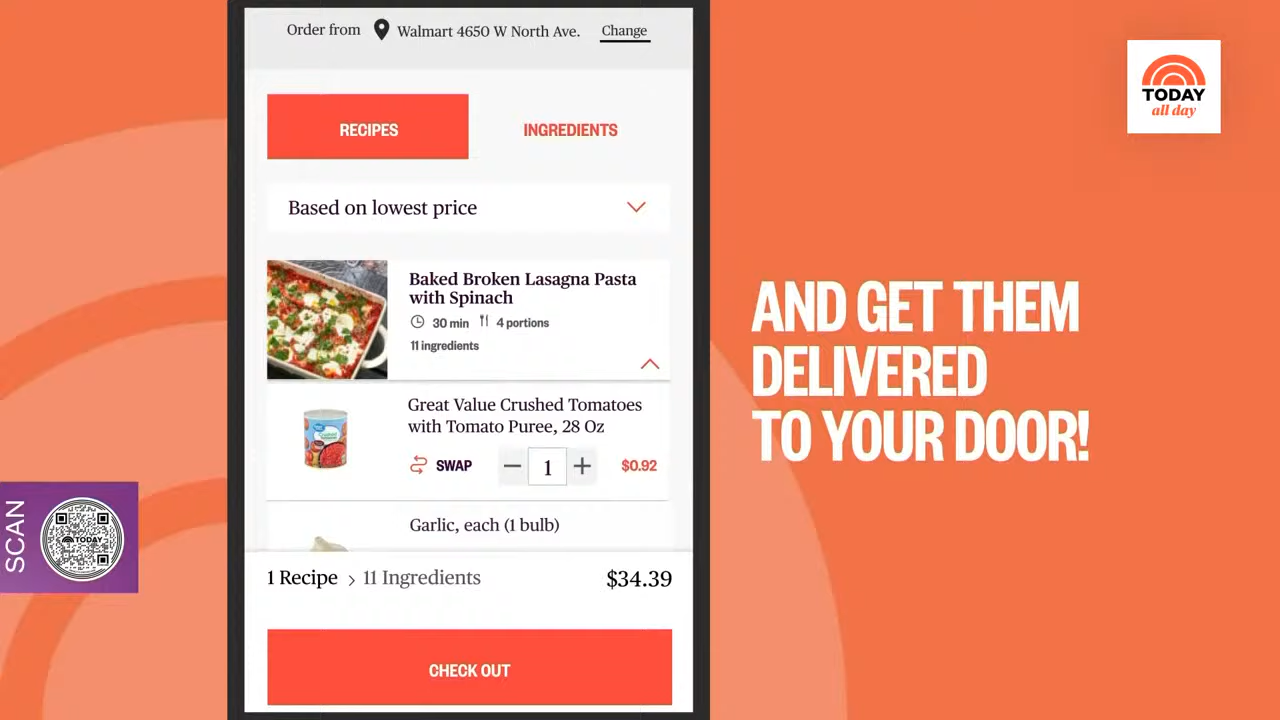 Order from Walmart 4650 W North Ave. Change
RECIPES
INGREDIENTS
Based on lowest price
Baked Broken Lasagna Pasta
with Spinach
30 min 4 portions
11 ingredients
Great Value Crushed Tomatoes
with Tomato Puree, 28 Oz
SWAP
1
$0.92
Garlic, each (1 bulb)
1 Recipe > 11 Ingredients
$34.39
CHECK OUT
AND GET THEM
DELIVERED
TO YOUR DOOR!
TODAY
all day
SCAN
TODAY